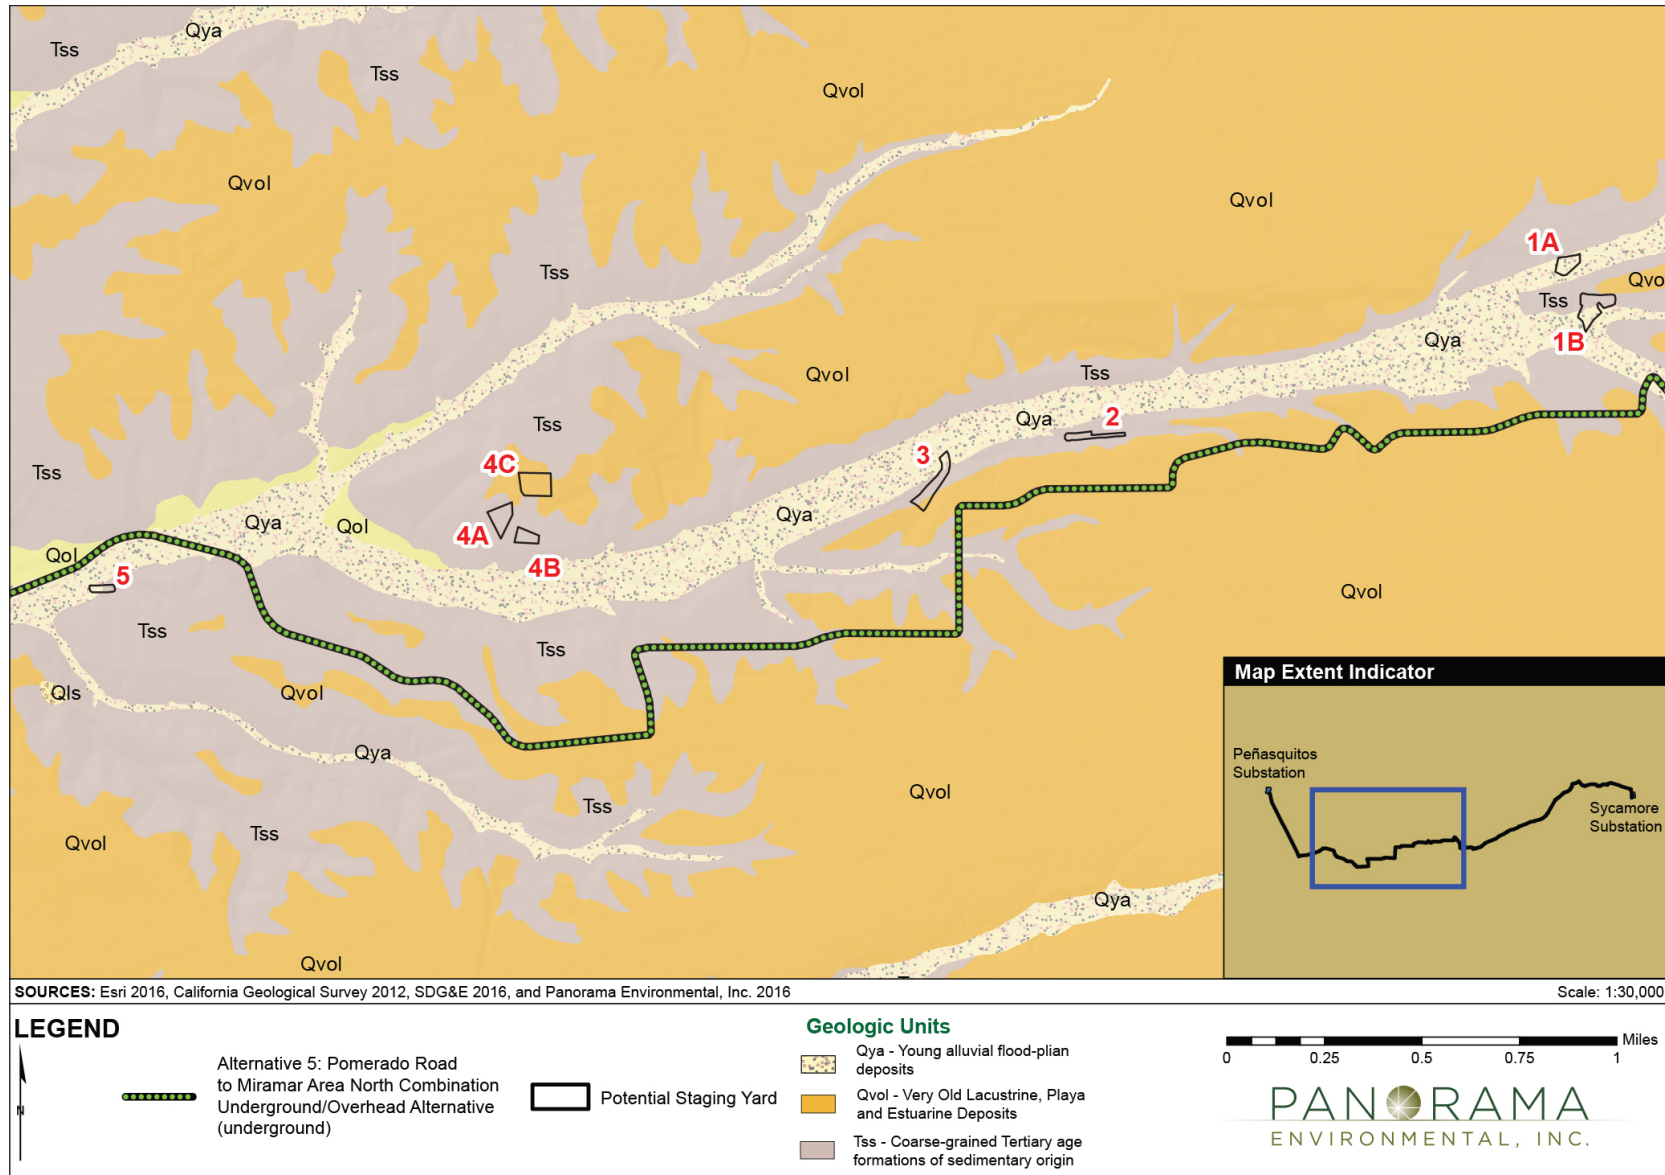 Qya
Tss
Tss
Qvol
Qvol
Qvol
1A
Tss
Qvo
Tss
1B
Qya
Qvol
Tss
Qya
2
Tss
3
4C
Tss
Qya
Qya
Qol
4A
4B
Qol
5
Tss
Tss
Qvol
Qls
Qvol
Qya
Qvol
Tss
Tss
Qvol
Qya
Qvol
Map Extent Indicator
Peñasquitos
Substation
Sycamore
Substation
SOURCES: Esri 2016, California Geological Survey 2012, SDG&E 2016, and Panorama Environmental, Inc. 2016
Scale: 1:30,000
LEGEND
N
Alternative 5: Pomerado Road
to Miramar Area North Combination
Underground/Overhead Alternative
(underground)
Potential Staging Yard
Geologic Units
Qya - Young alluvial flood-plian
deposits
Qvol - Very Old Lacustrine, Playa
and Estuarine Deposits
Tss - Coarse-grained Tertiary age
formations of sedimentary origin
Miles
0 0.25 0.5 0.75 1
PANORAMA
ENVIRONMENTAL, INC.